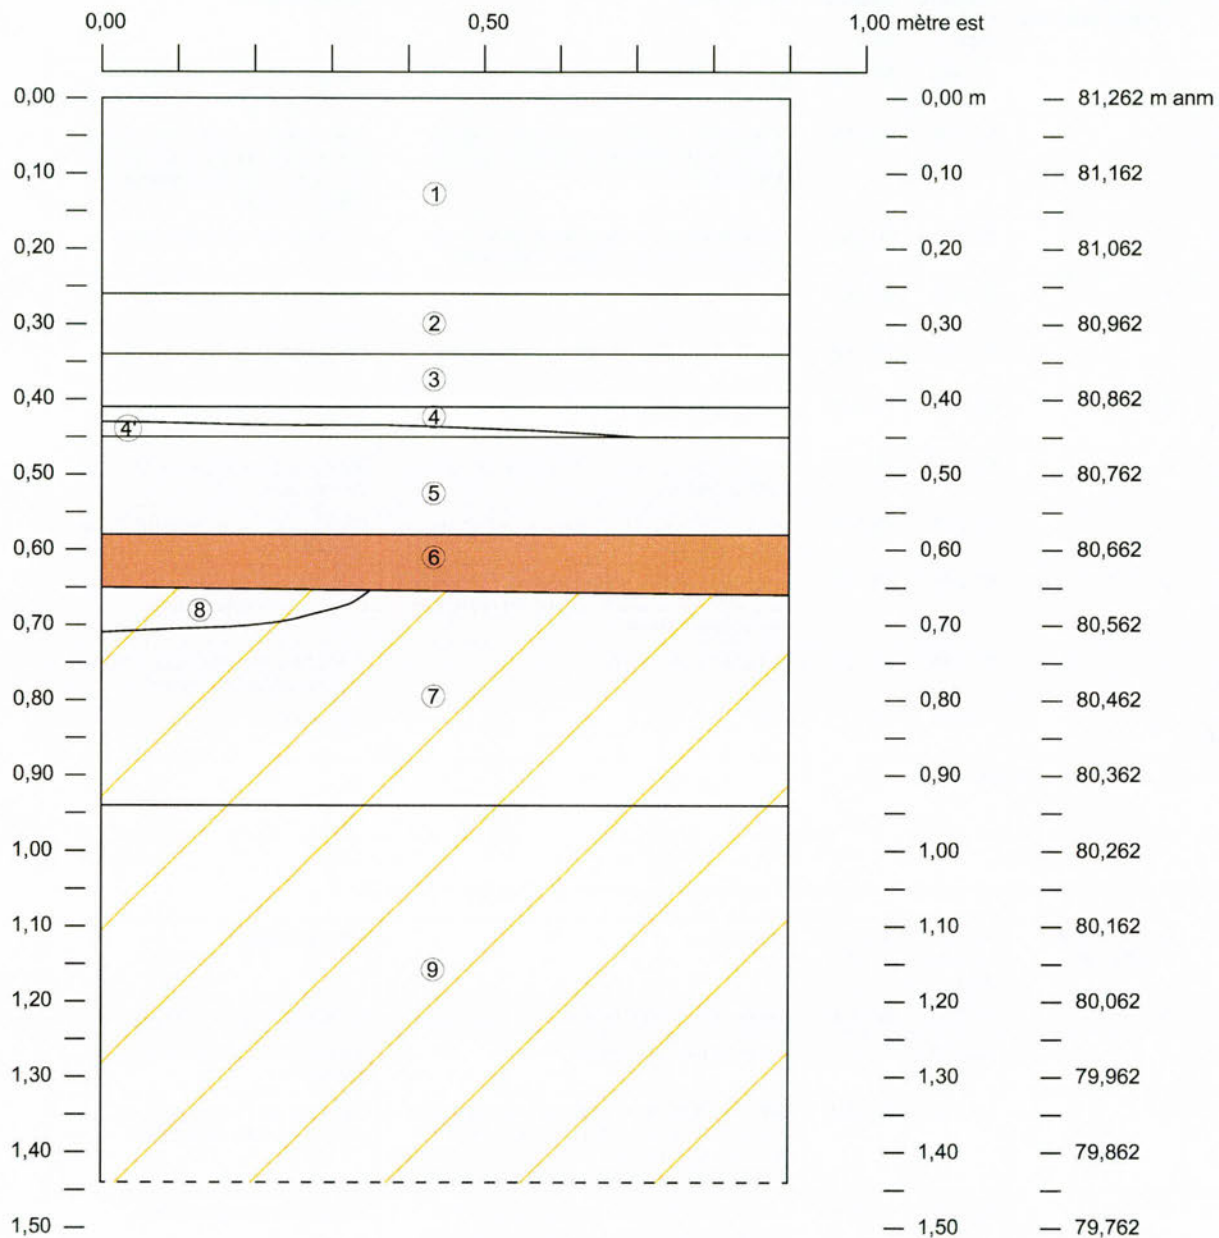 0,00 0,50 1,00 mètre est
0,00 0,00 m 81,262 m anm
0,10 ① 0,10 81,162
0,20 0,20 81,062
0,30 ② 0,30 80,962
③
0,40 ④ 0,40 80,862
4'
0,50 ⑤ 0,50 80,762
0,60 ⑥ 0,60 80,662
⑧
0,70 0,70 80,562
0,80 ⑦ 0,80 80,462
0,90 0,90 80,362
1,00 1,00 80,262
1,10 1,10 80,162
⑨
1,20 1,20 80,062
1,30 1,30 79,962
1,40 1,40 79,862
1,50 1,50 79,762